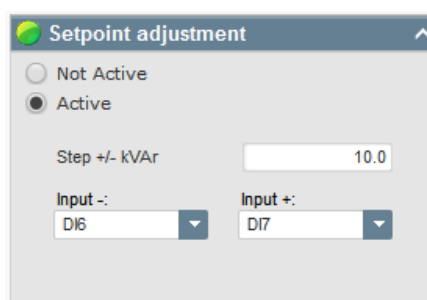 Setpoint adjustment
Not Active
Active
Step +/- kVAr 10.0
Input -: Input +:
DI6 DI7